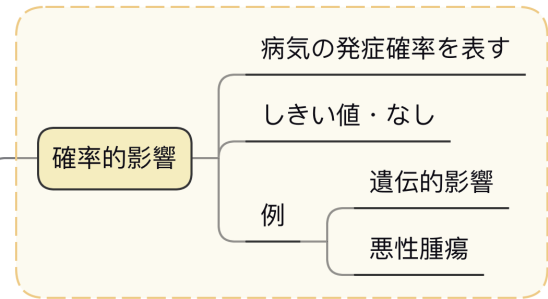 確率的影響
病気の発症確率を表す
しきい値・なし
例
遺伝的影響
悪性腫瘍